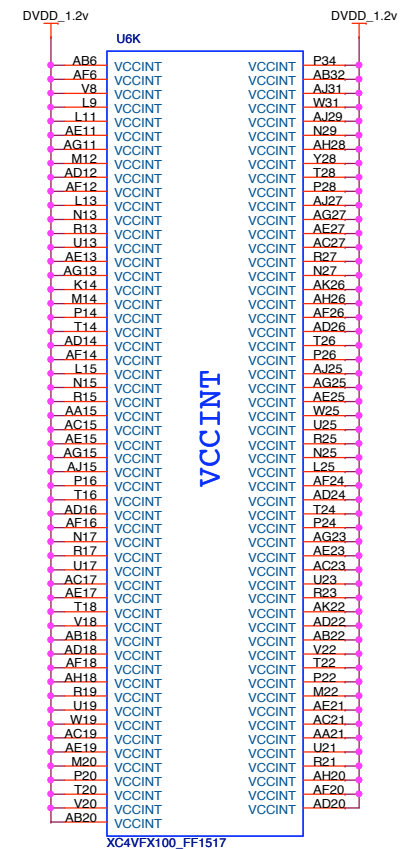 DVDD_1.2v DVDD_1.2v
U6K
AB6 VCCINT VCCINT P34
AF6 VCCINT VCCINT AB32
V8 VCCINT VCCINT AJ31
L9 VCCINT VCCINT W31
L11 VCCINT VCCINT AJ29
AE11 VCCINT VCCINT N29
AG11 VCCINT VCCINT AH28
M12 VCCINT VCCINT Y28
AD12 VCCINT VCCINT T28
AF12 VCCINT VCCINT P28
L13 VCCINT VCCINT AJ27
N13 VCCINT VCCINT AG27
R13 VCCINT VCCINT AE27
U13 VCCINT VCCINT AC27
AE13 VCCINT VCCINT R27
AG13 VCCINT VCCINT N27
K14 VCCINT VCCINT AK26
M14 VCCINT VCCINT AH26
P14 VCCINT VCCINT AF26
T14 VCCINT VCCINT AD26
AD14 VCCINT VCCINT T26
AF14 VCCINT VCCINT P26
L15 VCCINT VCCINT AJ25
N15 VCCINT VCCINT AG25
R15 VCCINT VCCINT AE25
AA15 VCCINT VCCINT W25
AC15 VCCINT VCCINT U25
AE15 VCCINT VCCINT R25
AG15 VCCINT VCCINT N25
AJ15 VCCINT VCCINT L25
P16 VCCINT VCCINT AF24
T16 VCCINT VCCINT AD24
AD16 VCCINT VCCINT T24
AF16 VCCINT VCCINT P24
N17 VCCINT VCCINT AG23
R17 VCCINT VCCINT AE23
U17 VCCINT VCCINT AC23
AC17 VCCINT VCCINT U23
AE17 VCCINT VCCINT R23
T18 VCCINT VCCINT AK22
V18 VCCINT VCCINT AD22
AB18 VCCINT VCCINT AB22
AD18 VCCINT VCCINT V22
AF18 VCCINT VCCINT T22
AH18 VCCINT VCCINT P22
R19 VCCINT VCCINT M22
U19 VCCINT VCCINT AE21
W19 VCCINT VCCINT AC21
AC19 VCCINT VCCINT AA21
AE19 VCCINT VCCINT U21
M20 VCCINT VCCINT R21
P20 VCCINT VCCINT AH20
T20 VCCINT VCCINT AF20
V20 VCCINT VCCINT AD20
AB20 VCCINT
VCCINT
XC4VFX100_FF1517